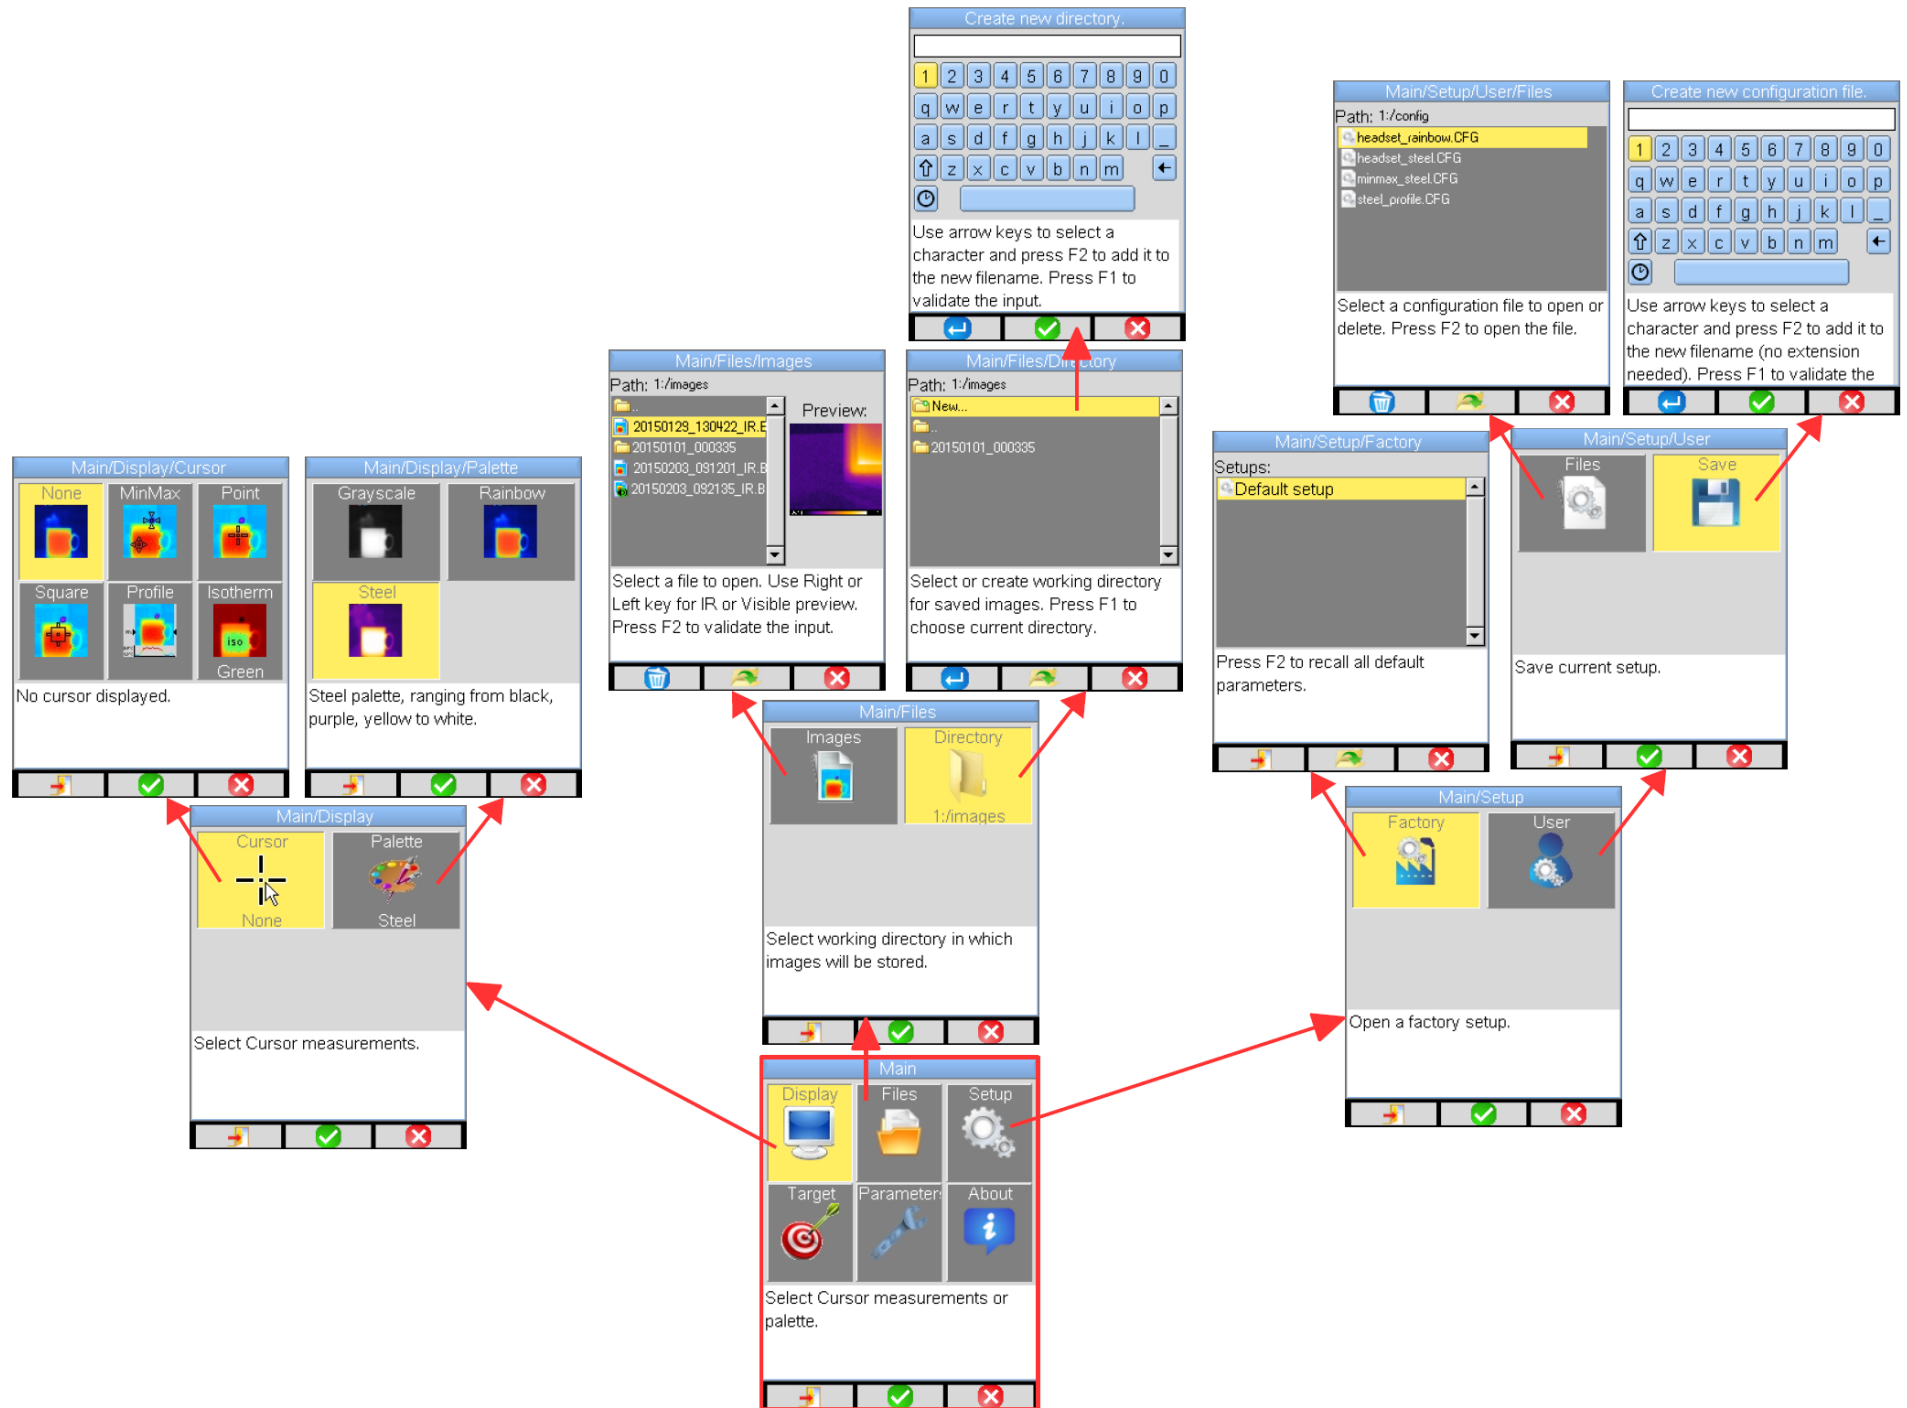 Create new directory.
1 2 3 4 5 6 7 8 9 0
q w e r t y u i o p
a s d f g h j k l _
z x c v b n m
Use arrow keys to select a
character and press F2 to add it to
the new filename. Press F1 to
validate the input.
Main/Setup/User/Files
Path: 1:/config
headset_rainbow.CFG
headset_steel.CFG
minmax_steel.CFG
steel_profile.CFG
Select a configuration file to open or
delete. Press F2 to open the file.
Create new configuration file.
1 2 3 4 5 6 7 8 9 0
q w e r t y u i o p
a s d f g h j k l _
z x c v b n m
Use arrow keys to select a
character and press F2 to add it to
the new filename (no extension
needed). Press F1 to validate the
Main/Files/Images
Path: 1:/images
..
20150129_130422_IR.E
20150101_000335
20150203_091201_IR.B
20150203_092135_IR.B
Preview:
Select a file to open. Use Right or
Left key for IR or Visible preview.
Press F2 to validate the input.
Main/Files/Directory
Path: 1:/images
New...
..
20150101_000335
Select or create working directory
for saved images. Press F1 to
choose current directory.
Main/Setup/Factory
Setups:
Default setup
Press F2 to recall all default
parameters.
Main/Setup/User
Files Save
Save current setup.
Main/Display/Cursor
None MinMax Point
Square Profile Isotherm
iso
Green
No cursor displayed.
Main/Display/Palette
Grayscale Rainbow
Steel
Steel palette, ranging from black,
purple, yellow to white.
Main/Files
Images Directory
1:/images
Select working directory in which
images will be stored.
Main/Setup
Factory User
Open a factory setup.
Main/Display
Cursor Palette
None Steel
Select Cursor measurements.
Main
Display Files Setup
Target Parameters About
Select Cursor measurements or
palette.